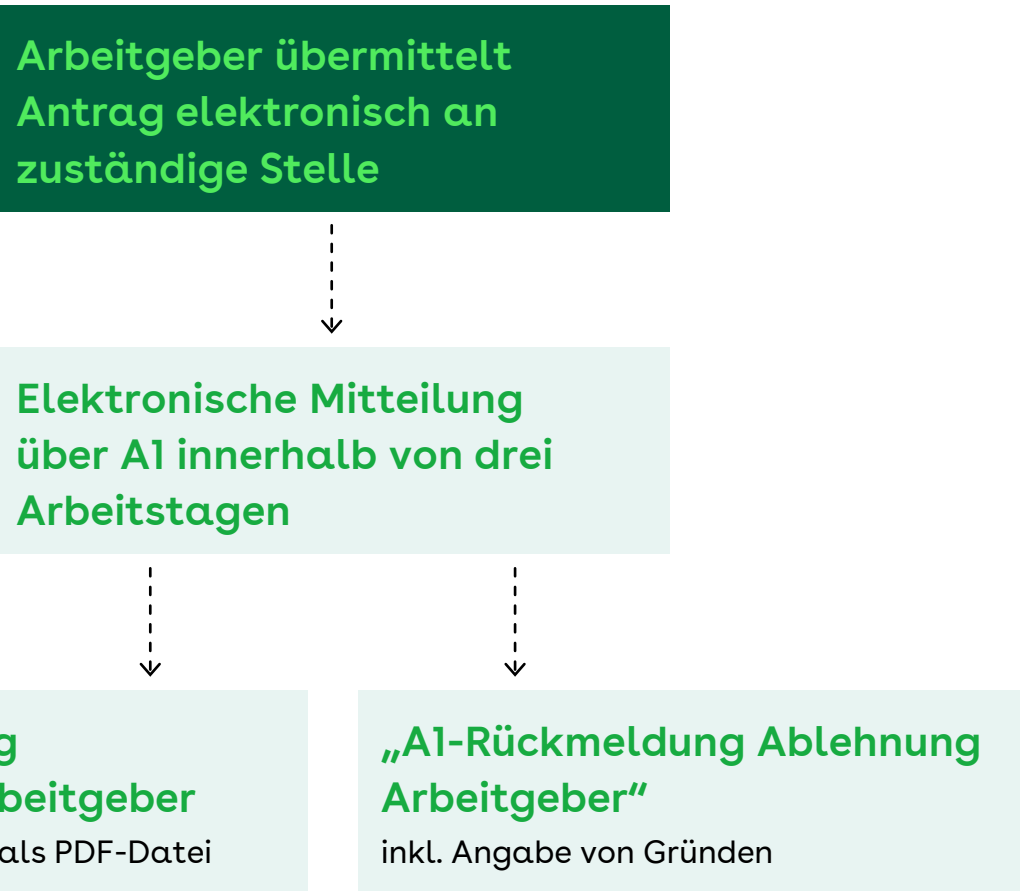 Arbeitgeber übermittelt
Antrag elektronisch an
zuständige Stelle
Elektronische Mitteilung
über A1 innerhalb von drei
Arbeitstagen
g
beitgeber
als PDF-Datei
„A1-Rückmeldung Ablehnung
Arbeitgeber“
inkl. Angabe von Gründen